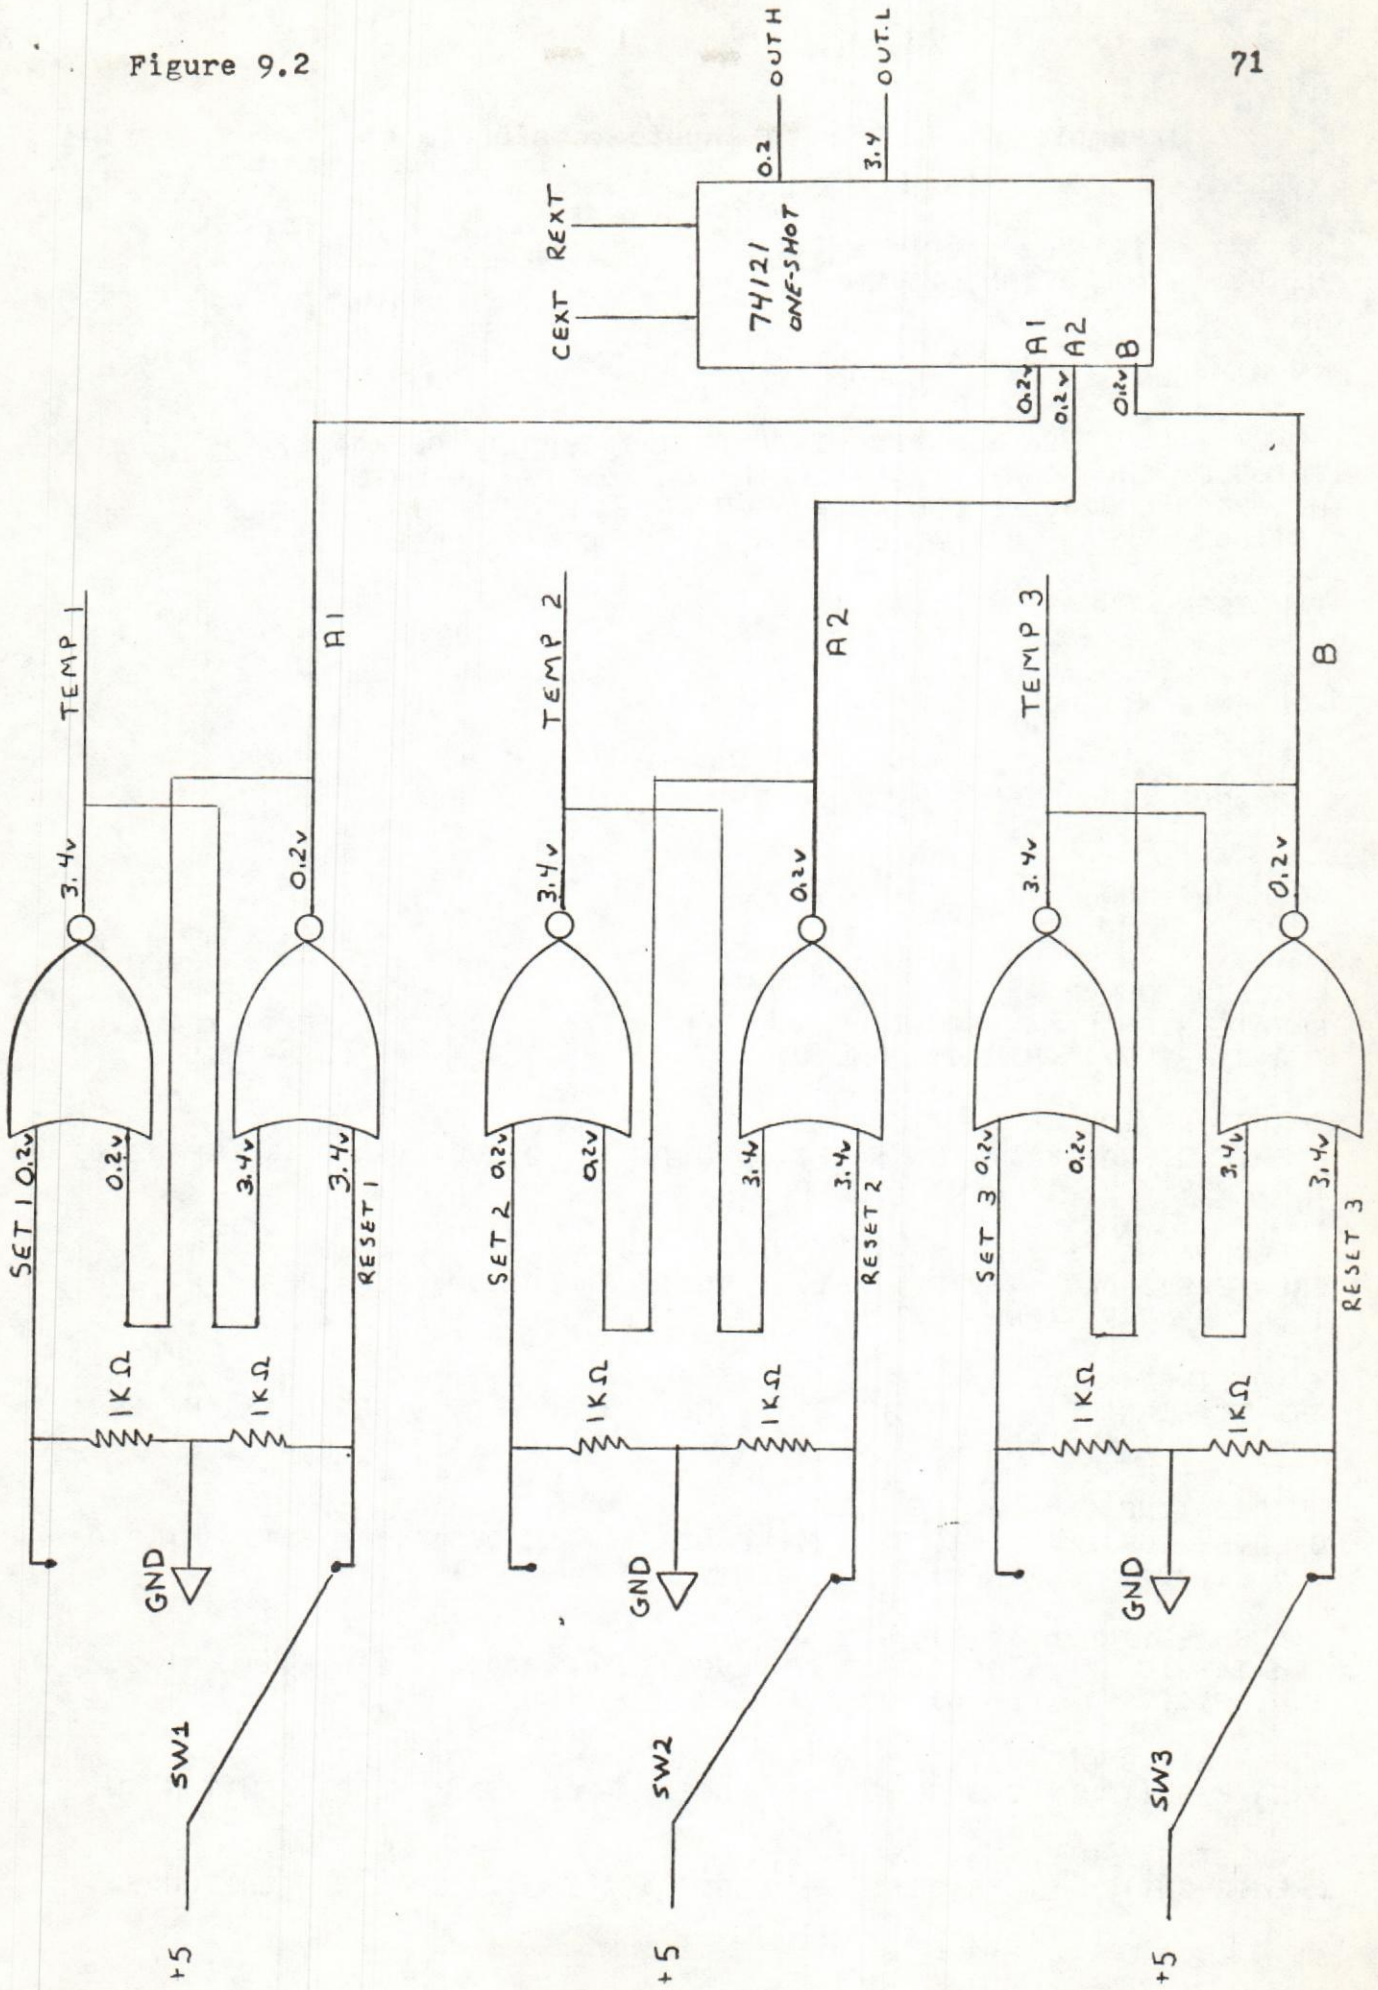 Figure 9.2
71
+5
SW1
GND
1KΩ
1KΩ
SET 1 0.2v
0.2v
3.4v
3.4v
RESET 1
3.4v
0.2v
TEMP 1
A1
+5
SW2
GND
1KΩ
1KΩ
SET 2 0.2v
0.2v
3.4v
3.4v
RESET 2
3.4v
0.2v
TEMP 2
A2
+5
SW3
GND
1KΩ
1KΩ
SET 3 0.2v
0.2v
3.4v
3.4v
RESET 3
3.4v
0.2v
TEMP 3
B
CEXT REXT
74121
ONE-SHOT
0.2v A1
0.2v A2
0.2v B
0.2 OUTH
3.4 OUT.L